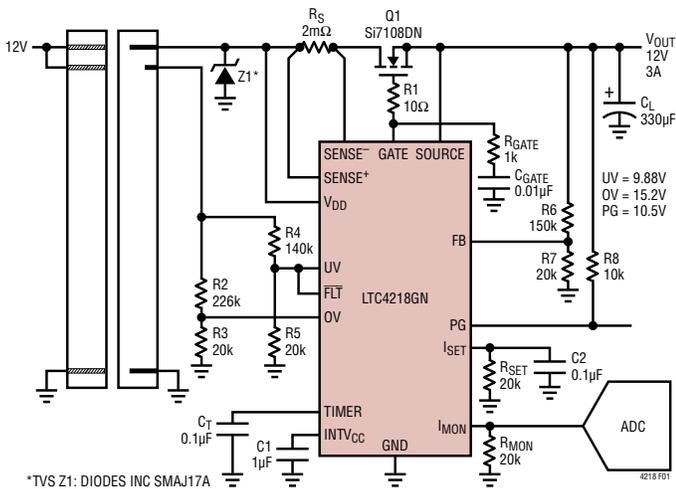 12V
Z1*
RS
2mΩ
Q1
Si7108DN
R1
10Ω
VOUT
12V
3A
+
CL
330µF
RGATE
1k
CGATE
0.01µF
UV = 9.88V
OV = 15.2V
PG = 10.5V
SENSE– GATE SOURCE
SENSE+
VDD
UV
FLT
OV
TIMER
INTVCC
GND
LTC4218GN
FB
PG
ISET
IMON
R2
226k
R3
20k
R4
140k
R5
20k
R6
150k
R7
20k
R8
10k
RSET
20k
C2
0.1µF
RMON
20k
ADC
CT
0.1µF
C1
1µF
*TVS Z1: DIODES INC SMAJ17A
4218 F01